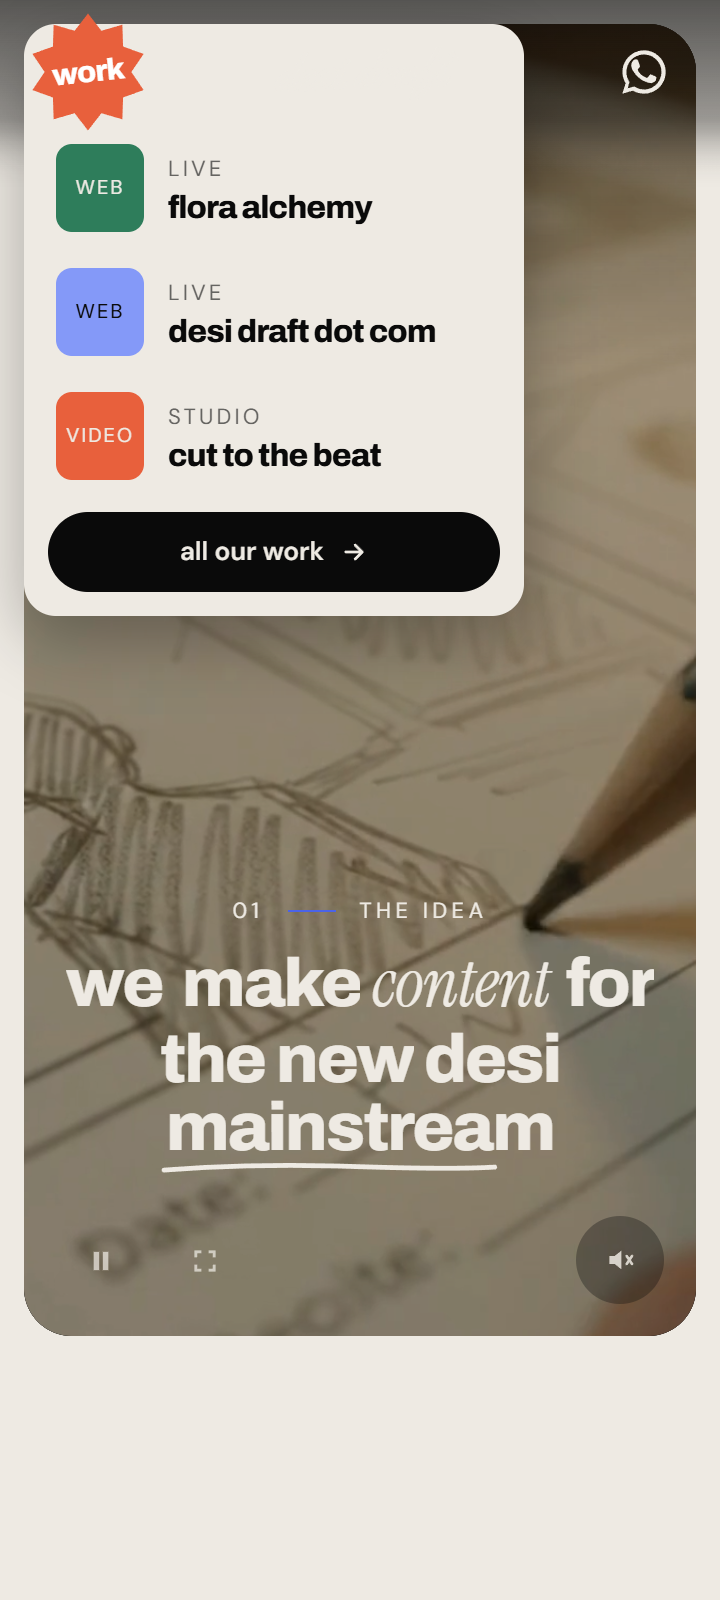 work
WEB
LIVE
flora alchemy
WEB
LIVE
desi draft dot com
VIDEO
STUDIO
cut to the beat
all our work →
01 — THE IDEA
we make content for
the new desi
mainstream
Date: